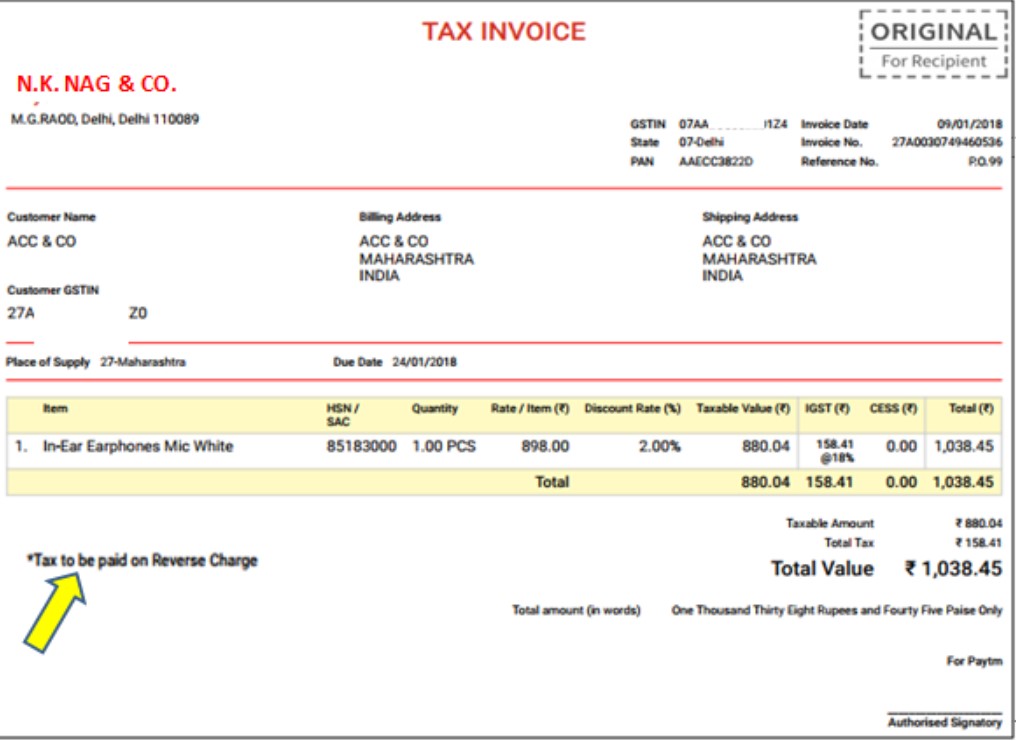 TAX INVOICE
ORIGINAL
For Recipient
N.K. NAG & CO.
M.G.RAOD, Delhi, Delhi 110089
GSTIN 07AA 1Z4 Invoice Date 09/01/2018
State 07-Delhi Invoice No. 27A0030749460536
PAN AAECC3822D Reference No. P.O.99
Customer Name Billing Address Shipping Address
ACC & CO ACC & CO ACC & CO
MAHARASHTRA MAHARASHTRA
INDIA INDIA
Customer GSTIN
27A Z0
Place of Supply 27-Maharashtra Due Date 24/01/2018
Item HSN / SAC Quantity Rate / Item (₹) Discount Rate (%) Taxable Value (₹) IGST (₹) CESS (₹) Total (₹)
1. In-Ear Earphones Mic White 85183000 1.00 PCS 898.00 2.00% 880.04 158.41 @18% 0.00 1,038.45
Total 880.04 158.41 0.00 1,038.45
Taxable Amount ₹ 880.04
Total Tax ₹ 158.41
*Tax to be paid on Reverse Charge
Total Value ₹ 1,038.45
Total amount (in words) One Thousand Thirty Eight Rupees and Fourty Five Paise Only
For Paytm
Authorised Signatory